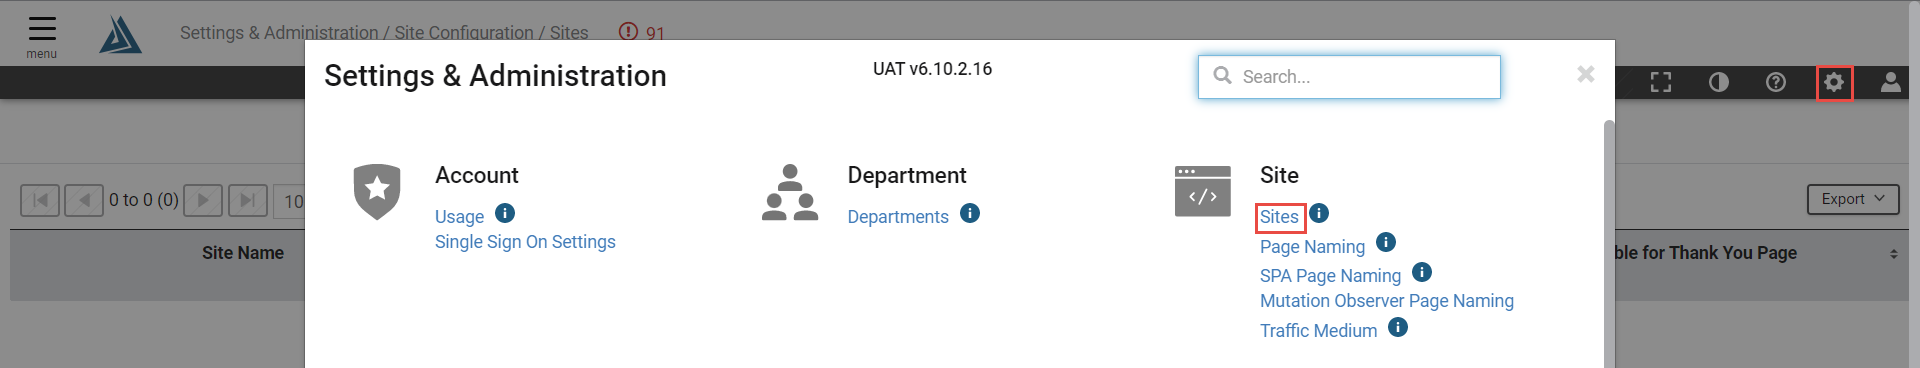 menu
Settings & Administration / Site Configuration / Sites
91
Settings & Administration
UAT v6.10.2.16
Search...
Account
Usage
Single Sign On Settings
Department
Departments
Site
Sites
Page Naming
SPA Page Naming
Mutation Observer Page Naming
Traffic Medium
0 to 0 (0)
10
Export
Site Name
ble for Thank You Page